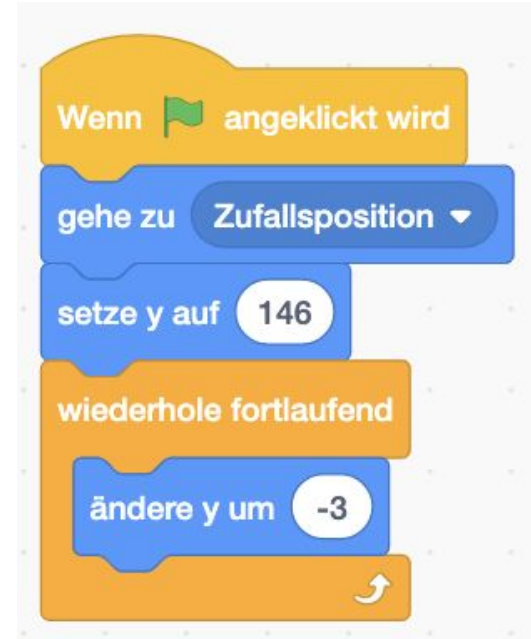 Wenn angeklickt wird
gehe zu Zufallsposition
setze y auf 146
wiederhole fortlaufend
ändere y um -3